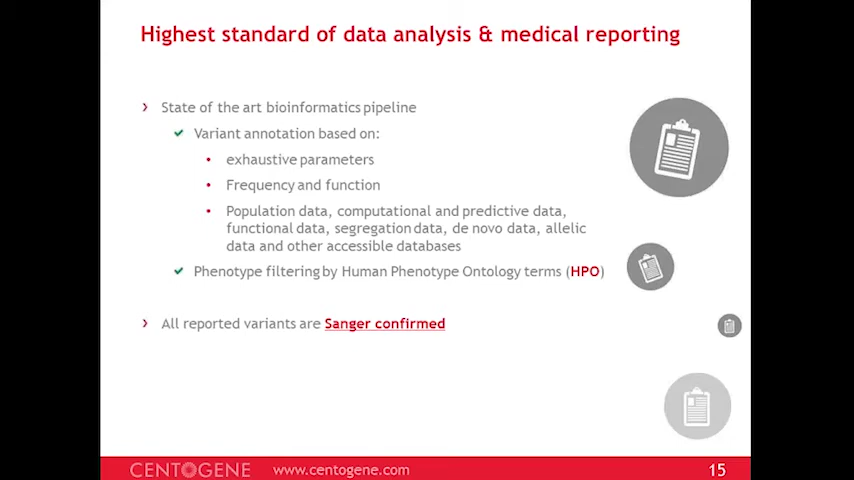 Highest standard of data analysis & medical reporting
› State of the art bioinformatics pipeline
✔ Variant annotation based on:
• exhaustive parameters
• Frequency and function
• Population data, computational and predictive data,
functional data, segregation data, de novo data, allelic
data and other accessible databases
✔ Phenotype filtering by Human Phenotype Ontology terms (HPO)
› All reported variants are Sanger confirmed
CENTOGENE www.centogene.com 15